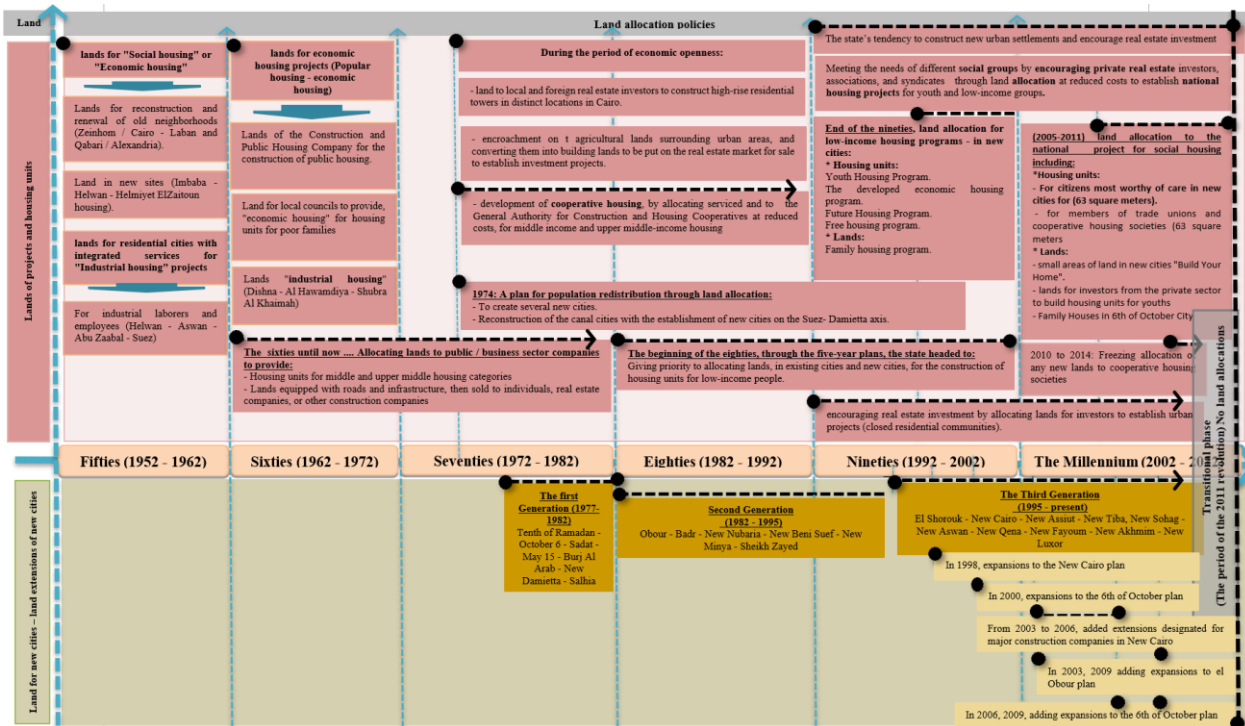 Land
Land allocation policies
Lands of projects and housing units
lands for "Social housing" or
"Economic housing"
Lands for reconstruction and
renewal of old neighborhoods
(Zeinhom / Cairo - Laban and
Qabari / Alexandria).
Land in new sites (Imbaba -
Helwan - Helmiyet ElZaitoun
housing).
lands for residential cities with
integrated services for
"Industrial housing" projects
For industrial laborers and
employees (Helwan - Aswan -
Abu Zaabal - Suez)
lands for economic
housing projects (Popular
housing - economic
housing)
Lands of the Construction and
Public Housing Company for the
construction of public housing.
Land for local councils to provide,
"economic housing" for housing
units for poor families
Lands "industrial housing"
(Dishna - Al Hawamdiya - Shubra
Al Khaimah)
The sixties until now .... Allocating lands to public / business sector companies
to provide:
- Housing units for middle and upper middle housing categories
- Lands equipped with roads and infrastructure, then sold to individuals, real estate
companies, or other construction companies
During the period of economic openness:
- land to local and foreign real estate investors to construct high-rise residential
towers in distinct locations in Cairo.
- encroachment on t agricultural lands surrounding urban areas, and
converting them into building lands to be put on the real estate market for sale
to establish investment projects.
- development of cooperative housing, by allocating serviced and to the
General Authority for Construction and Housing Cooperatives at reduced
costs, for middle income and upper middle-income housing
1974: A plan for population redistribution through land allocation:
- To create several new cities.
- Reconstruction of the canal cities with the establishment of new cities on the Suez- Damietta axis.
The beginning of the eighties, through the five-year plans, the state headed to:
Giving priority to allocating lands, in existing cities and new cities, for the construction of
housing units for low-income people.
The state's tendency to construct new urban settlements and encourage real estate investment
Meeting the needs of different social groups by encouraging private real estate investors,
associations, and syndicates through land allocation at reduced costs to establish national
housing projects for youth and low-income groups.
End of the nineties, land allocation for
low-income housing programs - in new
cities:
* Housing units:
Youth Housing Program.
The developed economic housing
program.
Future Housing Program.
Free housing program.
* Lands:
Family housing program.
(2005-2011) land allocation to the
national project for social housing
including:
*Housing units:
- For citizens most worthy of care in new
cities for (63 square meters).
- for members of trade unions and
cooperative housing societies (63 square
meters
* Lands:
- small areas of land in new cities "Build Your
Home".
- lands for investors from the private sector
to build housing units for youths
- Family Houses in 6th of October City
2010 to 2014: Freezing allocation of
any new lands to cooperative housing
societies
encouraging real estate investment by allocating lands for investors to establish urban
projects (closed residential communities).
Transitional phase
(The period of the 2011 revolution) No land allocations
Fifties (1952 - 1962)
Sixties (1962 - 1972)
Seventies (1972 - 1982)
Eighties (1982 - 1992)
Nineties (1992 - 2002)
The Millennium (2002 -
Land for new cities – land extensions of new cities
The first
Generation (1977-
1982)
Tenth of Ramadan -
October 6 - Sadat -
May 15 - Burj Al
Arab - New
Damietta - Salhia
Second Generation
(1982 - 1995)
Obour - Badr - New Nubaria - New Beni Suef - New
Minya - Sheikh Zayed
The Third Generation
(1995 - present)
El Shorouk - New Cairo - New Assiut - New Tiba, New Sohag -
New Aswan - New Qena - New Fayoum - New Akhmim - New
Luxor
In 1998, expansions to the New Cairo plan
In 2000, expansions to the 6th of October plan
From 2003 to 2006, added extensions designated for
major construction companies in New Cairo
In 2003, 2009 adding expansions to el
Obour plan
In 2006, 2009, adding expansions to the 6th of October plan